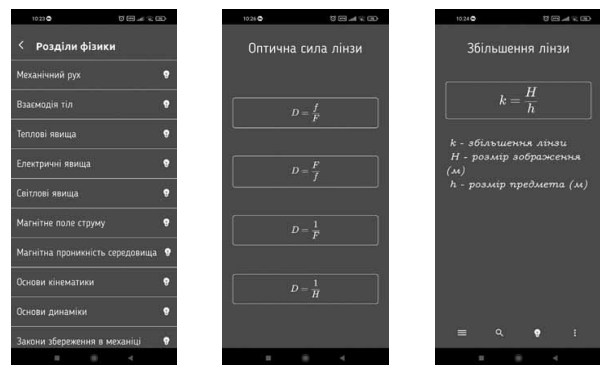 10:23
Розділи фізики
Механічний рух
Взаємодія тіл
Теплові явища
Електричні явища
Світлові явища
Магнітне поле струму
Магнітна проникність середовища
Основи кінематики
Основи динаміки
Закони збереження в механіці
10:26
Оптична сила лінзи
D = f/F
D = F/f
D = 1/F
D = 1/H
10:24
Збільшення лінзи
k = H/h
k - збільшення лінзи
H - розмір зображення
(м)
h - розмір предмета (м)